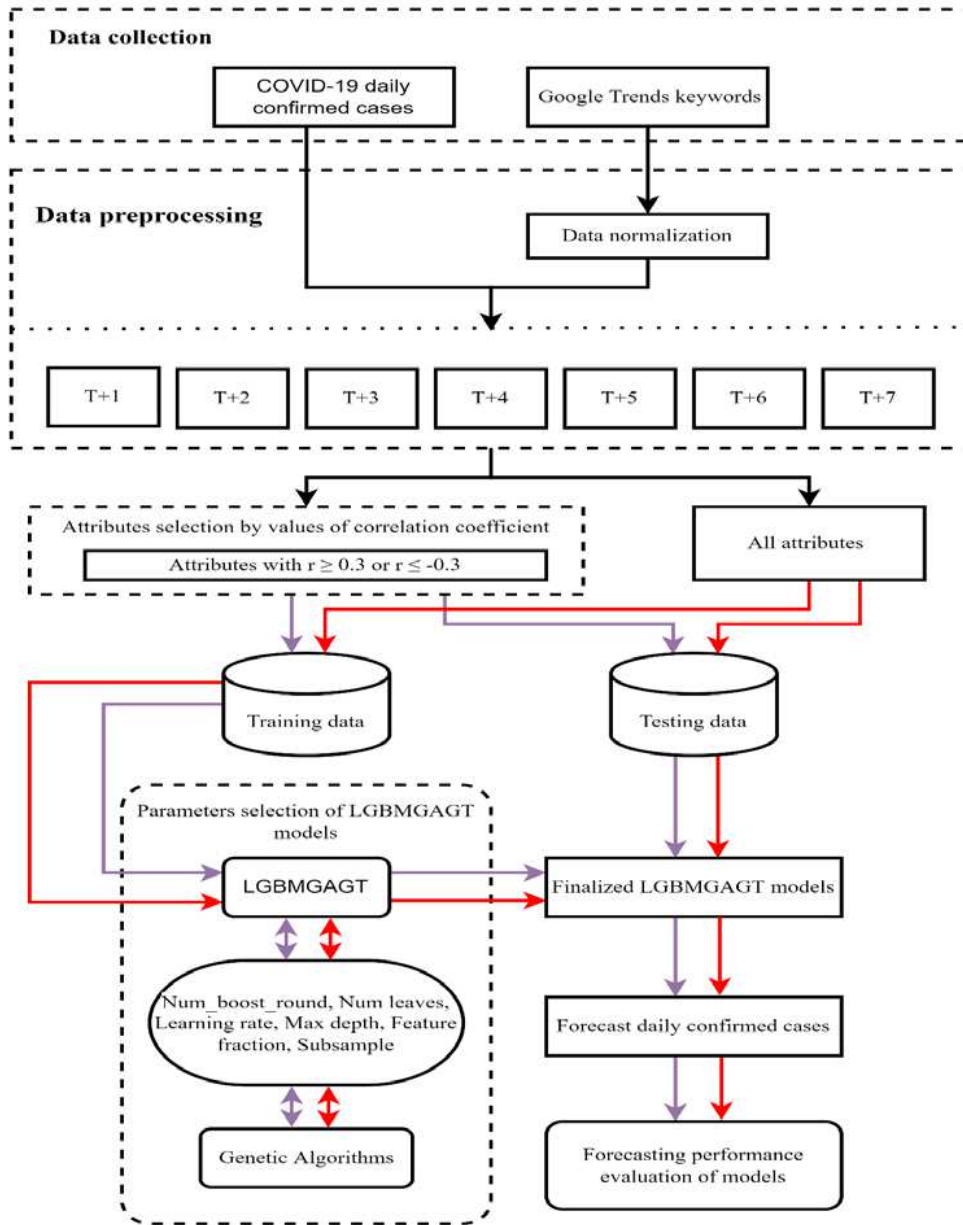 Data collection
COVID-19 daily
confirmed cases
Google Trends keywords
Data preprocessing
Data normalization
T+1
T+2
T+3
T+4
T+5
T+6
T+7
Attributes selection by values of correlation coefficient
Attributes with r ≥ 0.3 or r ≤ -0.3
All attributes
Training data
Testing data
Parameters selection of LGBMGAGT
models
LGBMGAGT
Finalized LGBMGAGT models
Num_boost_round, Num leaves,
Learning rate, Max depth, Feature
fraction, Subsample
Forecast daily confirmed cases
Genetic Algorithms
Forecasting performance
evaluation of models